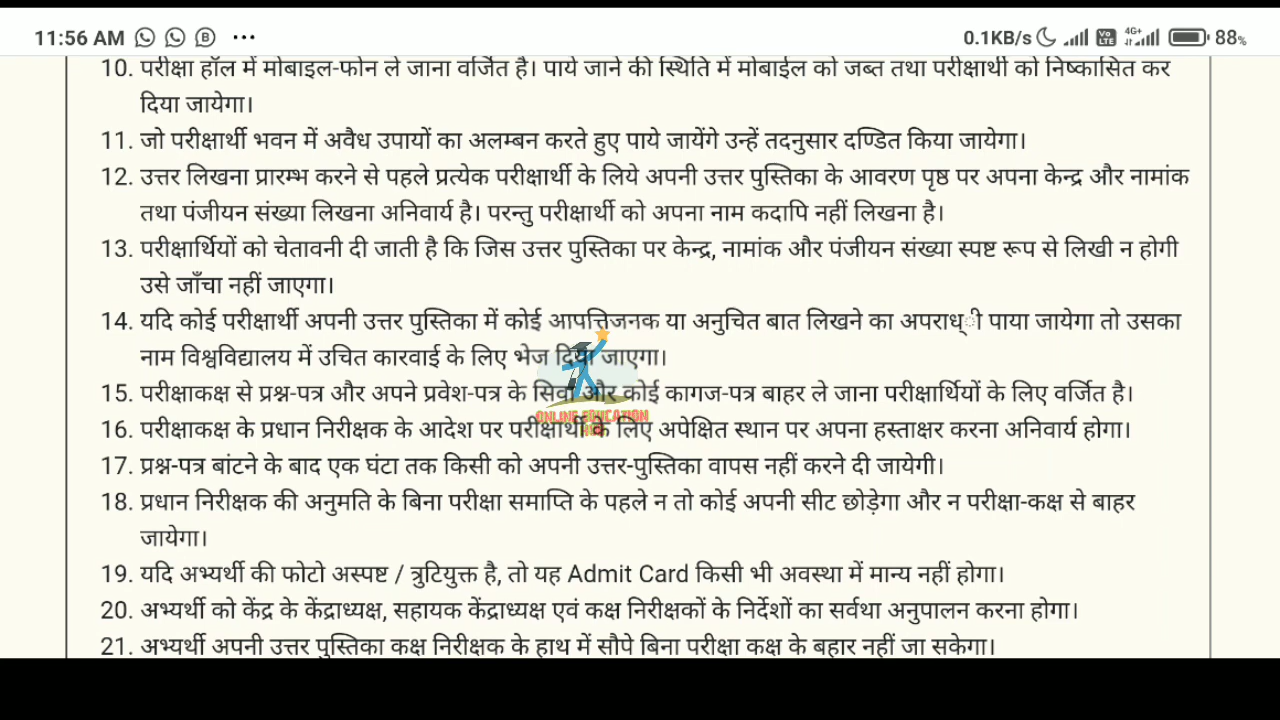 11:56 AM B ... 0.1KB/s Vo LTE 4G+ 88%
10. परीक्षा हॉल में मोबाइल-फोन ले जाना वर्जित है। पाये जाने की स्थिति में मोबाईल को जब्त तथा परीक्षार्थी को निष्कासित कर
दिया जायेगा।
11. जो परीक्षार्थी भवन में अवैध उपायों का अलम्बन करते हुए पाये जायेंगे उन्हें तदनुसार दण्डित किया जायेगा।
12. उत्तर लिखना प्रारम्भ करने से पहले प्रत्येक परीक्षार्थी के लिये अपनी उत्तर पुस्तिका के आवरण पृष्ठ पर अपना केन्द्र और नामांक
तथा पंजीयन संख्या लिखना अनिवार्य है। परन्तु परीक्षार्थी को अपना नाम कदापि नहीं लिखना है।
13. परीक्षार्थियों को चेतावनी दी जाती है कि जिस उत्तर पुस्तिका पर केन्द्र, नामांक और पंजीयन संख्या स्पष्ट रूप से लिखी न होगी
उसे जाँचा नहीं जाएगा।
14. यदि कोई परीक्षार्थी अपनी उत्तर पुस्तिका में कोई आपत्तिजनक या अनुचित बात लिखने का अपराध्ी पाया जायेगा तो उसका
नाम विश्वविद्यालय में उचित कारवाई के लिए भेज दिया जाएगा।
15. परीक्षाकक्ष से प्रश्न-पत्र और अपने प्रवेश-पत्र के सिवा और कोई कागज-पत्र बाहर ले जाना परीक्षार्थियों के लिए वर्जित है।
ONLINE EDUCATION
16. परीक्षाकक्ष के प्रधान निरीक्षक के आदेश पर परीक्षार्थी के लिए अपेक्षित स्थान पर अपना हस्ताक्षर करना अनिवार्य होगा।
17. प्रश्न-पत्र बांटने के बाद एक घंटा तक किसी को अपनी उत्तर-पुस्तिका वापस नहीं करने दी जायेगी।
18. प्रधान निरीक्षक की अनुमति के बिना परीक्षा समाप्ति के पहले न तो कोई अपनी सीट छोड़ेगा और न परीक्षा-कक्ष से बाहर
जायेगा।
19. यदि अभ्यर्थी की फोटो अस्पष्ट / त्रुटियुक्त है, तो यह Admit Card किसी भी अवस्था में मान्य नहीं होगा।
20. अभ्यर्थी को केंद्र के केंद्राध्यक्ष, सहायक केंद्राध्यक्ष एवं कक्ष निरीक्षकों के निर्देशों का सर्वथा अनुपालन करना होगा।
21. अभ्यर्थी अपनी उत्तर पुस्तिका कक्ष निरीक्षक के हाथ में सौपे बिना परीक्षा कक्ष के बहार नहीं जा सकेगा।